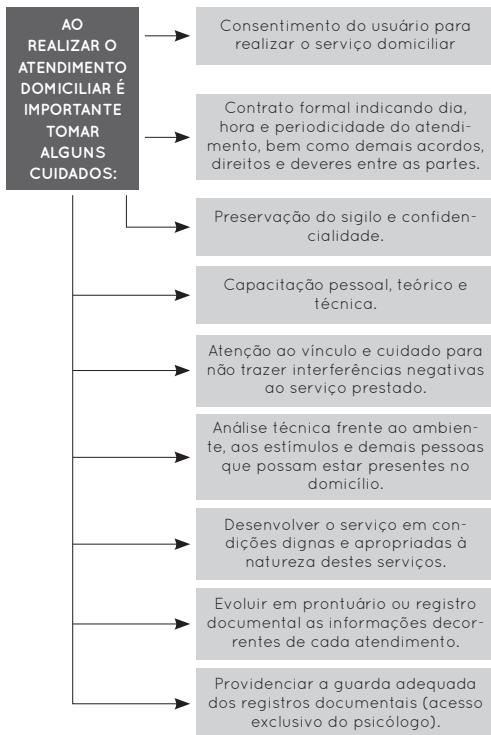 AO
REALIZAR O
ATENDIMENTO
DOMICILIAR É
IMPORTANTE
TOMAR
ALGUNS
CUIDADOS:
Consentimento do usuário para
realizar o serviço domiciliar
Contrato formal indicando dia,
hora e periodicidade do atendi-
mento, bem como demais acordos,
direitos e deveres entre as partes.
Preservação do sigilo e confiden-
cialidade.
Capacitação pessoal, teórico e
técnica.
Atenção ao vínculo e cuidado para
não trazer interferências negativas
ao serviço prestado.
Análise técnica frente ao ambien-
te, aos estímulos e demais pessoas
que possam estar presentes no
domicílio.
Desenvolver o serviço em con-
dições dignas e apropriadas à
natureza destes serviços.
Evoluir em prontuário ou registro
documental as informações decor-
rentes de cada atendimento.
Providenciar a guarda adequada
dos registros documentais (acesso
exclusivo do psicólogo).